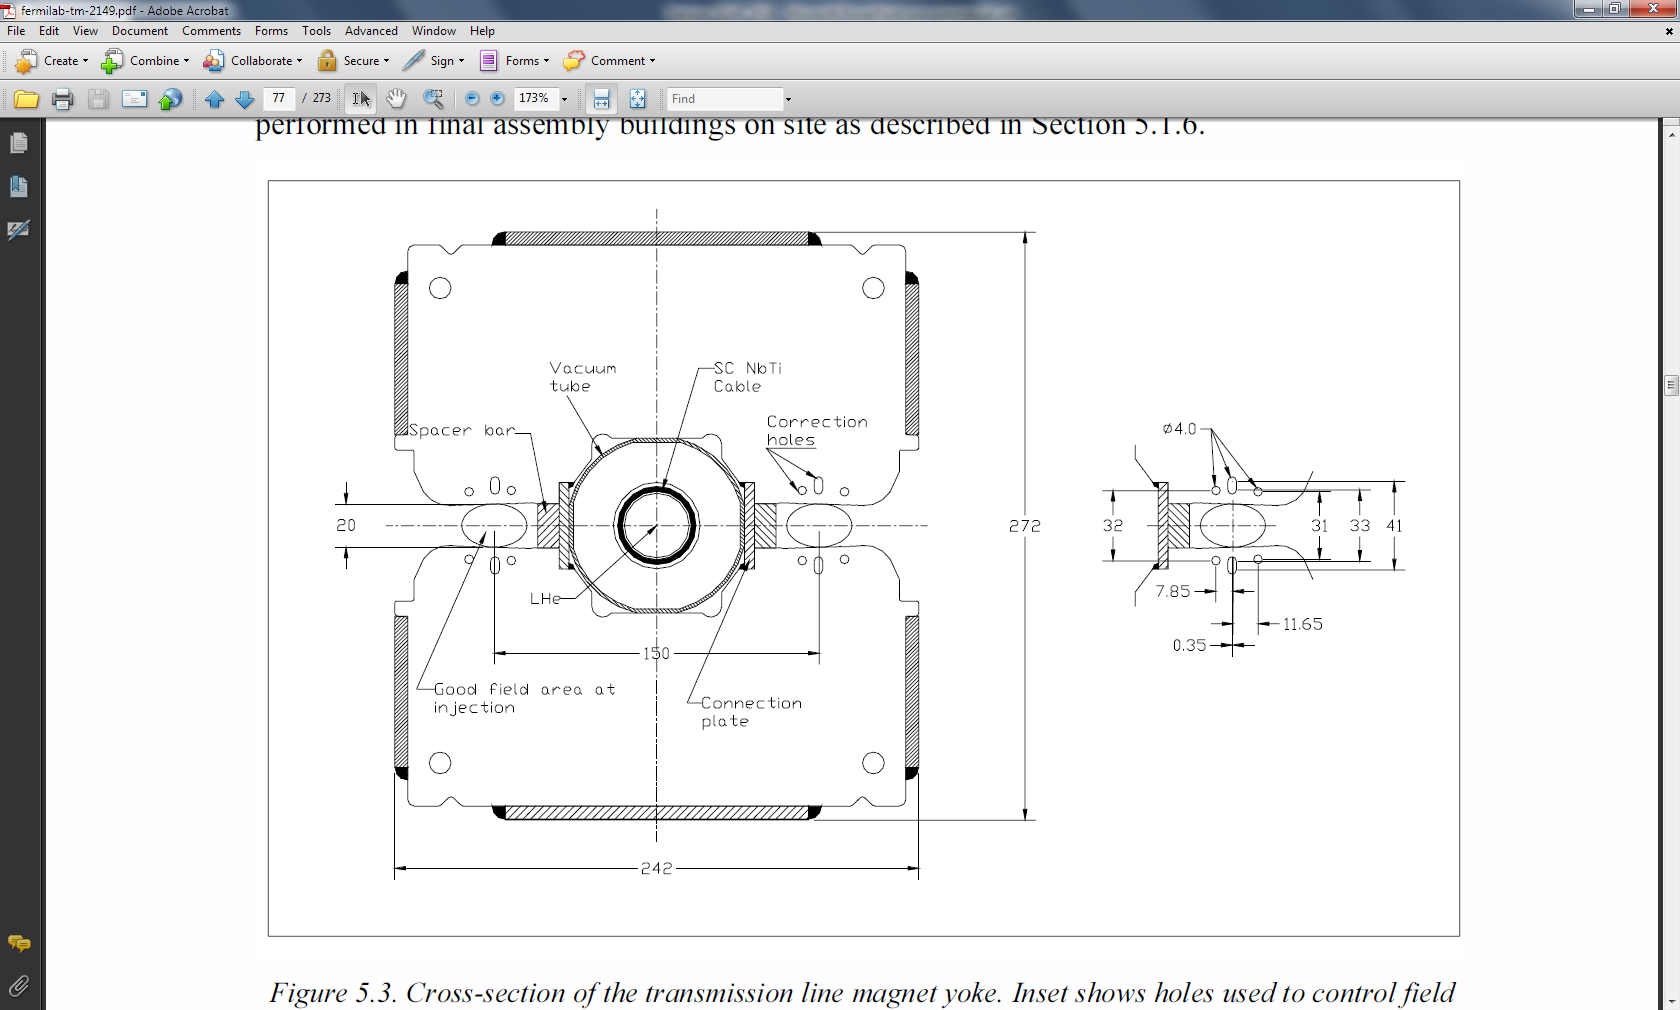 fermilab-tm-2149.pdf - Adobe Acrobat
File Edit View Document Comments Forms Tools Advanced Window Help
Create Combine Collaborate Secure Sign Forms Comment
77 / 273 173% Find
performed in final assembly buildings on site as described in Section 5.1.6.
Vacuum
tube
SC NbTi
Cable
Spacer bar
Correction
holes
Ø4.0
20
272
32
31
33
41
LHe
7.85
11.65
0.35
150
Good field area at
injection
Connection
plate
242
Figure 5.3. Cross-section of the transmission line magnet yoke. Inset shows holes used to control field